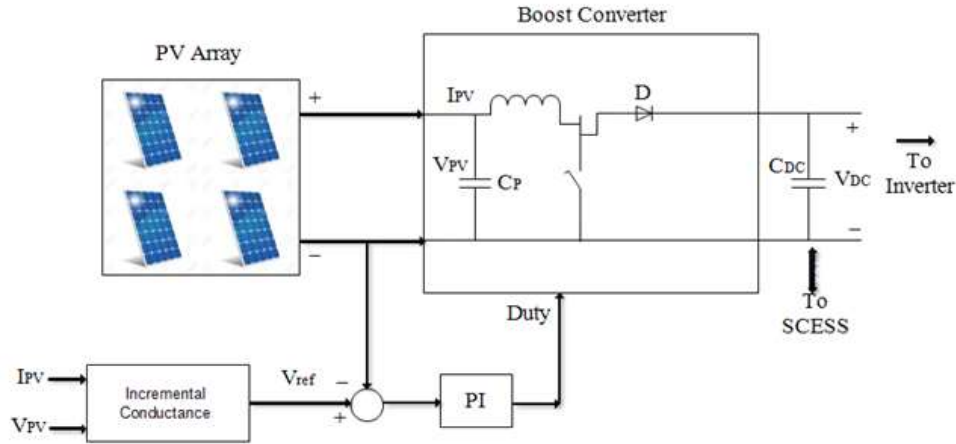 Boost Converter
PV Array
+
IPV
D
VPV
CP
CDC
+
VDC
To
Inverter
−
−
Duty
To
SCESS
IPV
VPV
Incremental
Conductance
Vref
−
+
PI